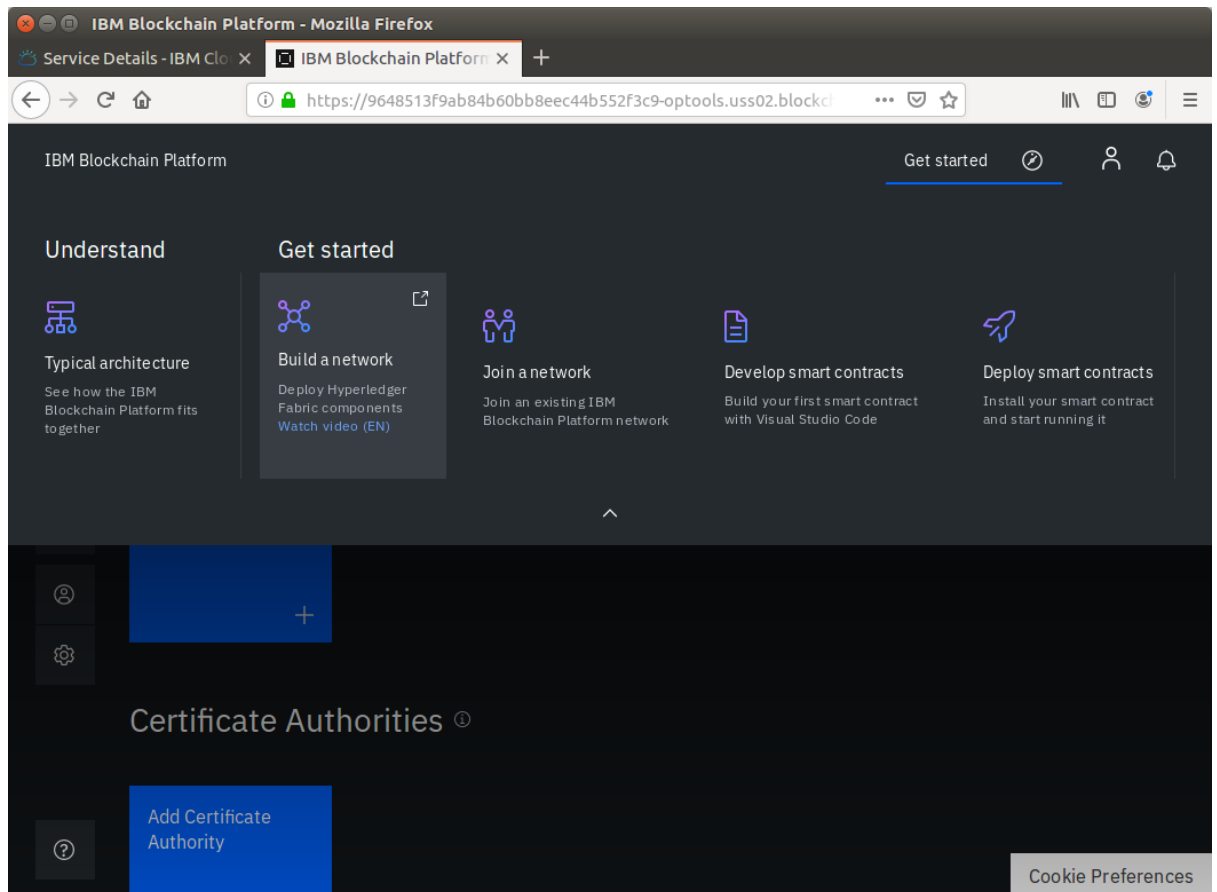 IBM Blockchain Platform - Mozilla Firefox
Service Details - IBM Clo
IBM Blockchain Platform
https://9648513f9ab84b60bb8eec44b552f3c9-optools.uss02.blockch
IBM Blockchain Platform
Get started
Understand
Get started
Typical architecture
See how the IBM
Blockchain Platform fits
together
Build a network
Deploy Hyperledger
Fabric components
Watch video (EN)
Join a network
Join an existing IBM
Blockchain Platform network
Develop smart contracts
Build your first smart contract
with Visual Studio Code
Deploy smart contracts
Install your smart contract
and start running it
Certificate Authorities
Add Certificate
Authority
Cookie Preferences